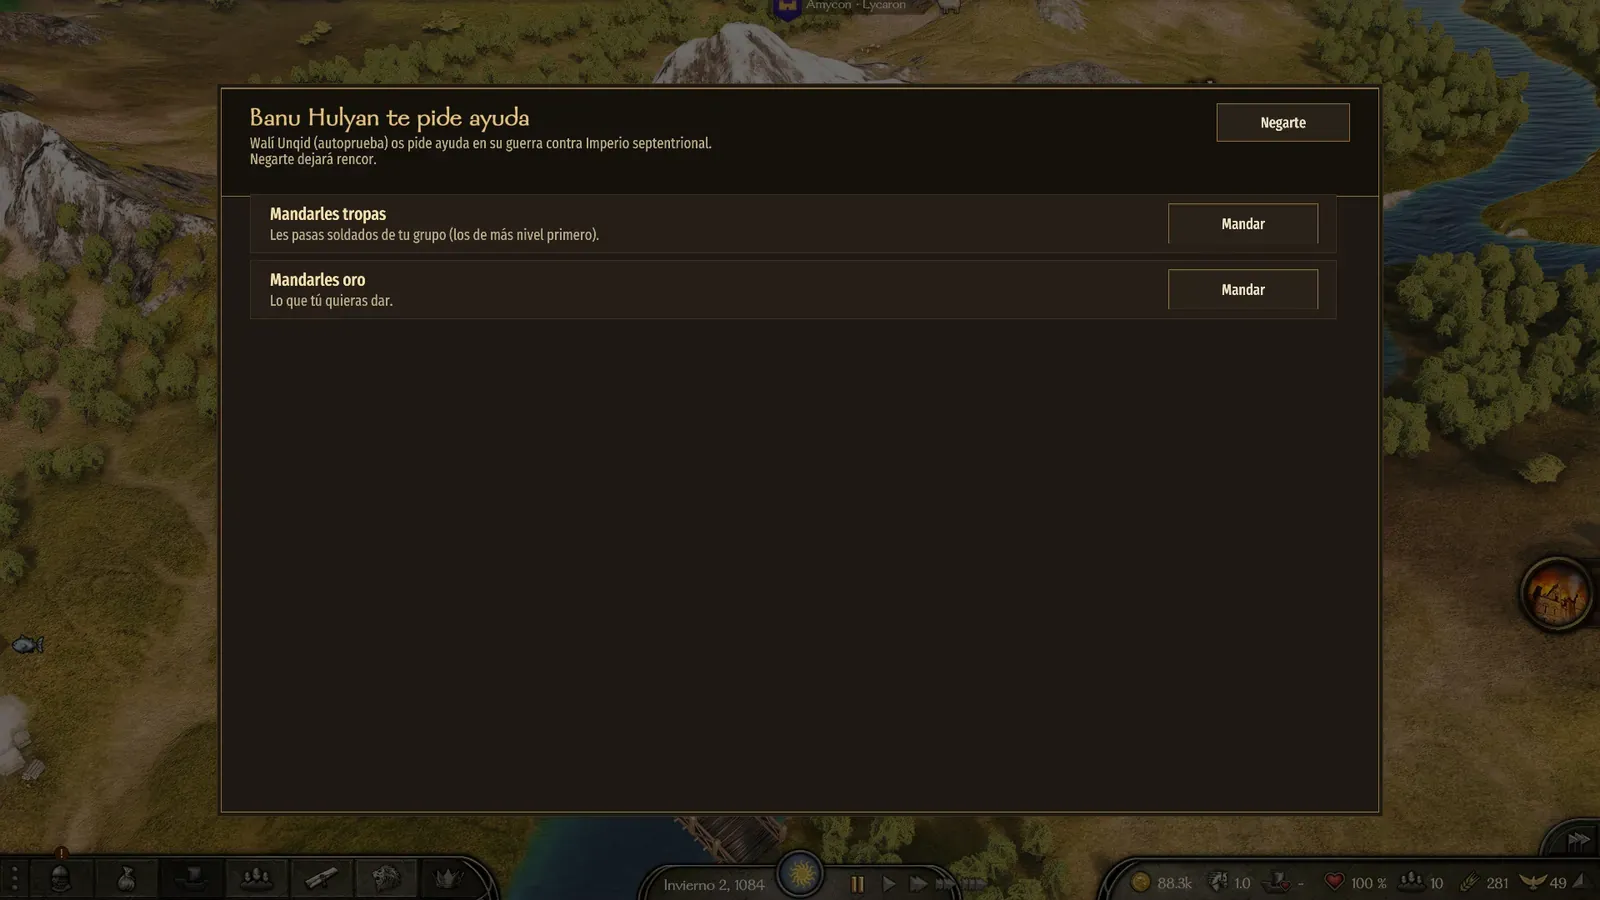 Amycon - Lycaron
Banu Hulyan te pide ayuda
Negarte
Walí Unqid (autoprueba) os pide ayuda en su guerra contra Imperio septentrional.
Negarte dejará rencor.
Mandarles tropas
Les pasas soldados de tu grupo (los de más nivel primero).
Mandar
Mandarles oro
Lo que tú quieras dar.
Mandar
Invierno 2, 1084
88.3k
1.0
-
100 %
10
281
49